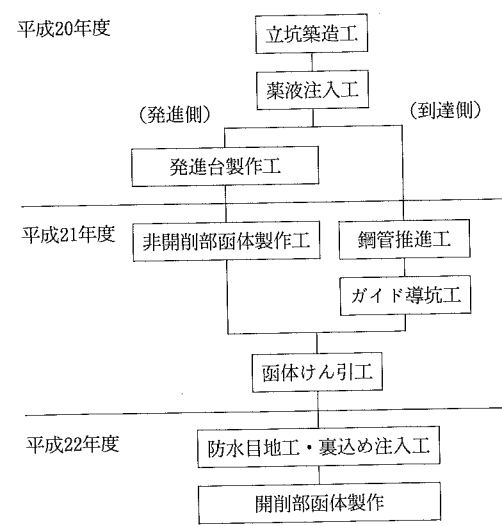 平成20年度
立坑築造工
薬液注入工
(発進側)
(到達側)
発進台製作工
平成21年度
非開削部函体製作工
鋼管推進工
ガイド導坑工
函体けん引工
平成22年度
防水目地工・裏込め注入工
開削部函体製作